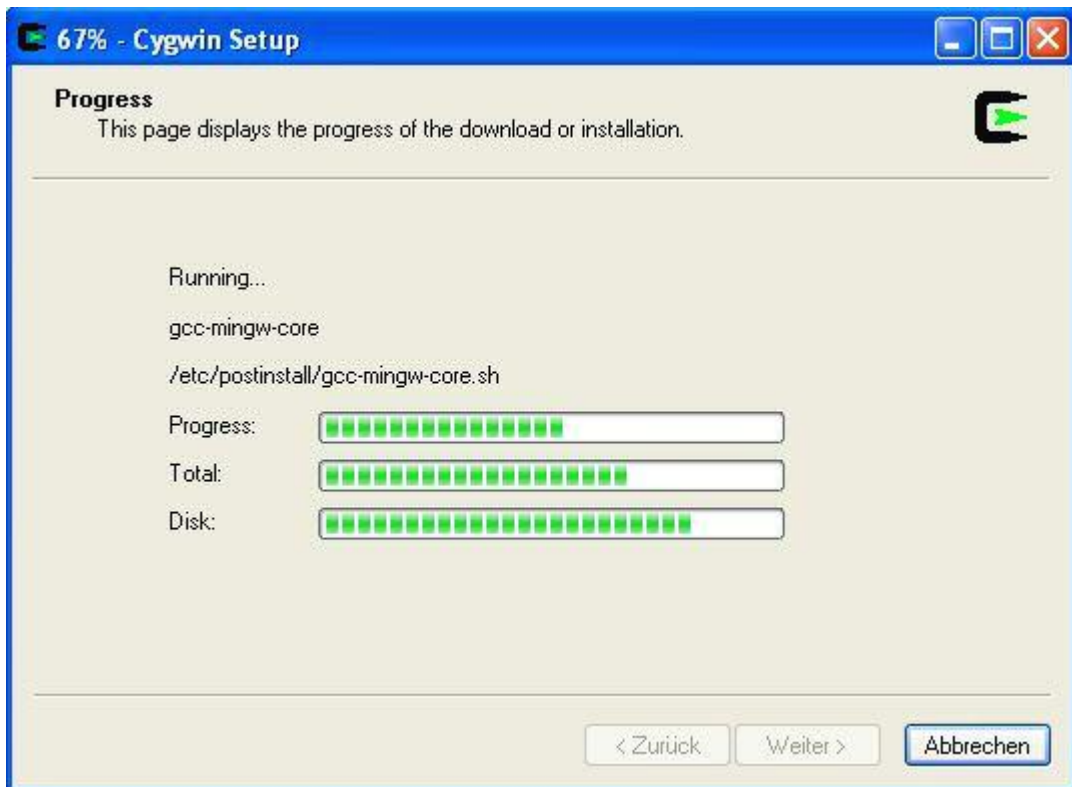 67% - Cygwin Setup
Progress
This page displays the progress of the download or installation.
Running...
gcc-mingw-core
/etc/postinstall/gcc-mingw-core.sh
Progress:
Total:
Disk:
< Zurück Weiter > Abbrechen